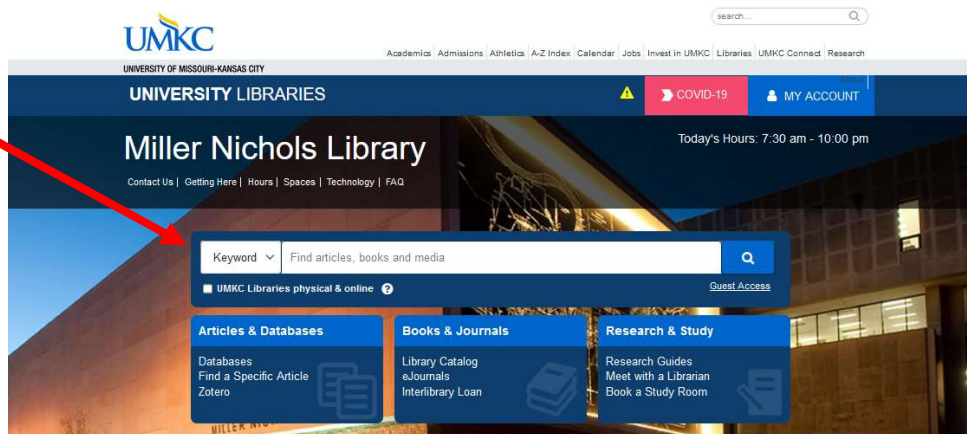 search...
UMKC
Academics Admissions Athletics A-Z Index Calendar Jobs Invest in UMKC Libraries UMKC Connect Research
UNIVERSITY OF MISSOURI-KANSAS CITY
UNIVERSITY LIBRARIES
COVID-19
MY ACCOUNT
Miller Nichols Library
Today's Hours: 7:30 am - 10:00 pm
Contact Us | Getting Here | Hours | Spaces | Technology | FAQ
Keyword Find articles, books and media
UMKC Libraries physical & online ?
Guest Access
Articles & Databases
Databases
Find a Specific Article
Zotero
Books & Journals
Library Catalog
eJournals
Interlibrary Loan
Research & Study
Research Guides
Meet with a Librarian
Book a Study Room